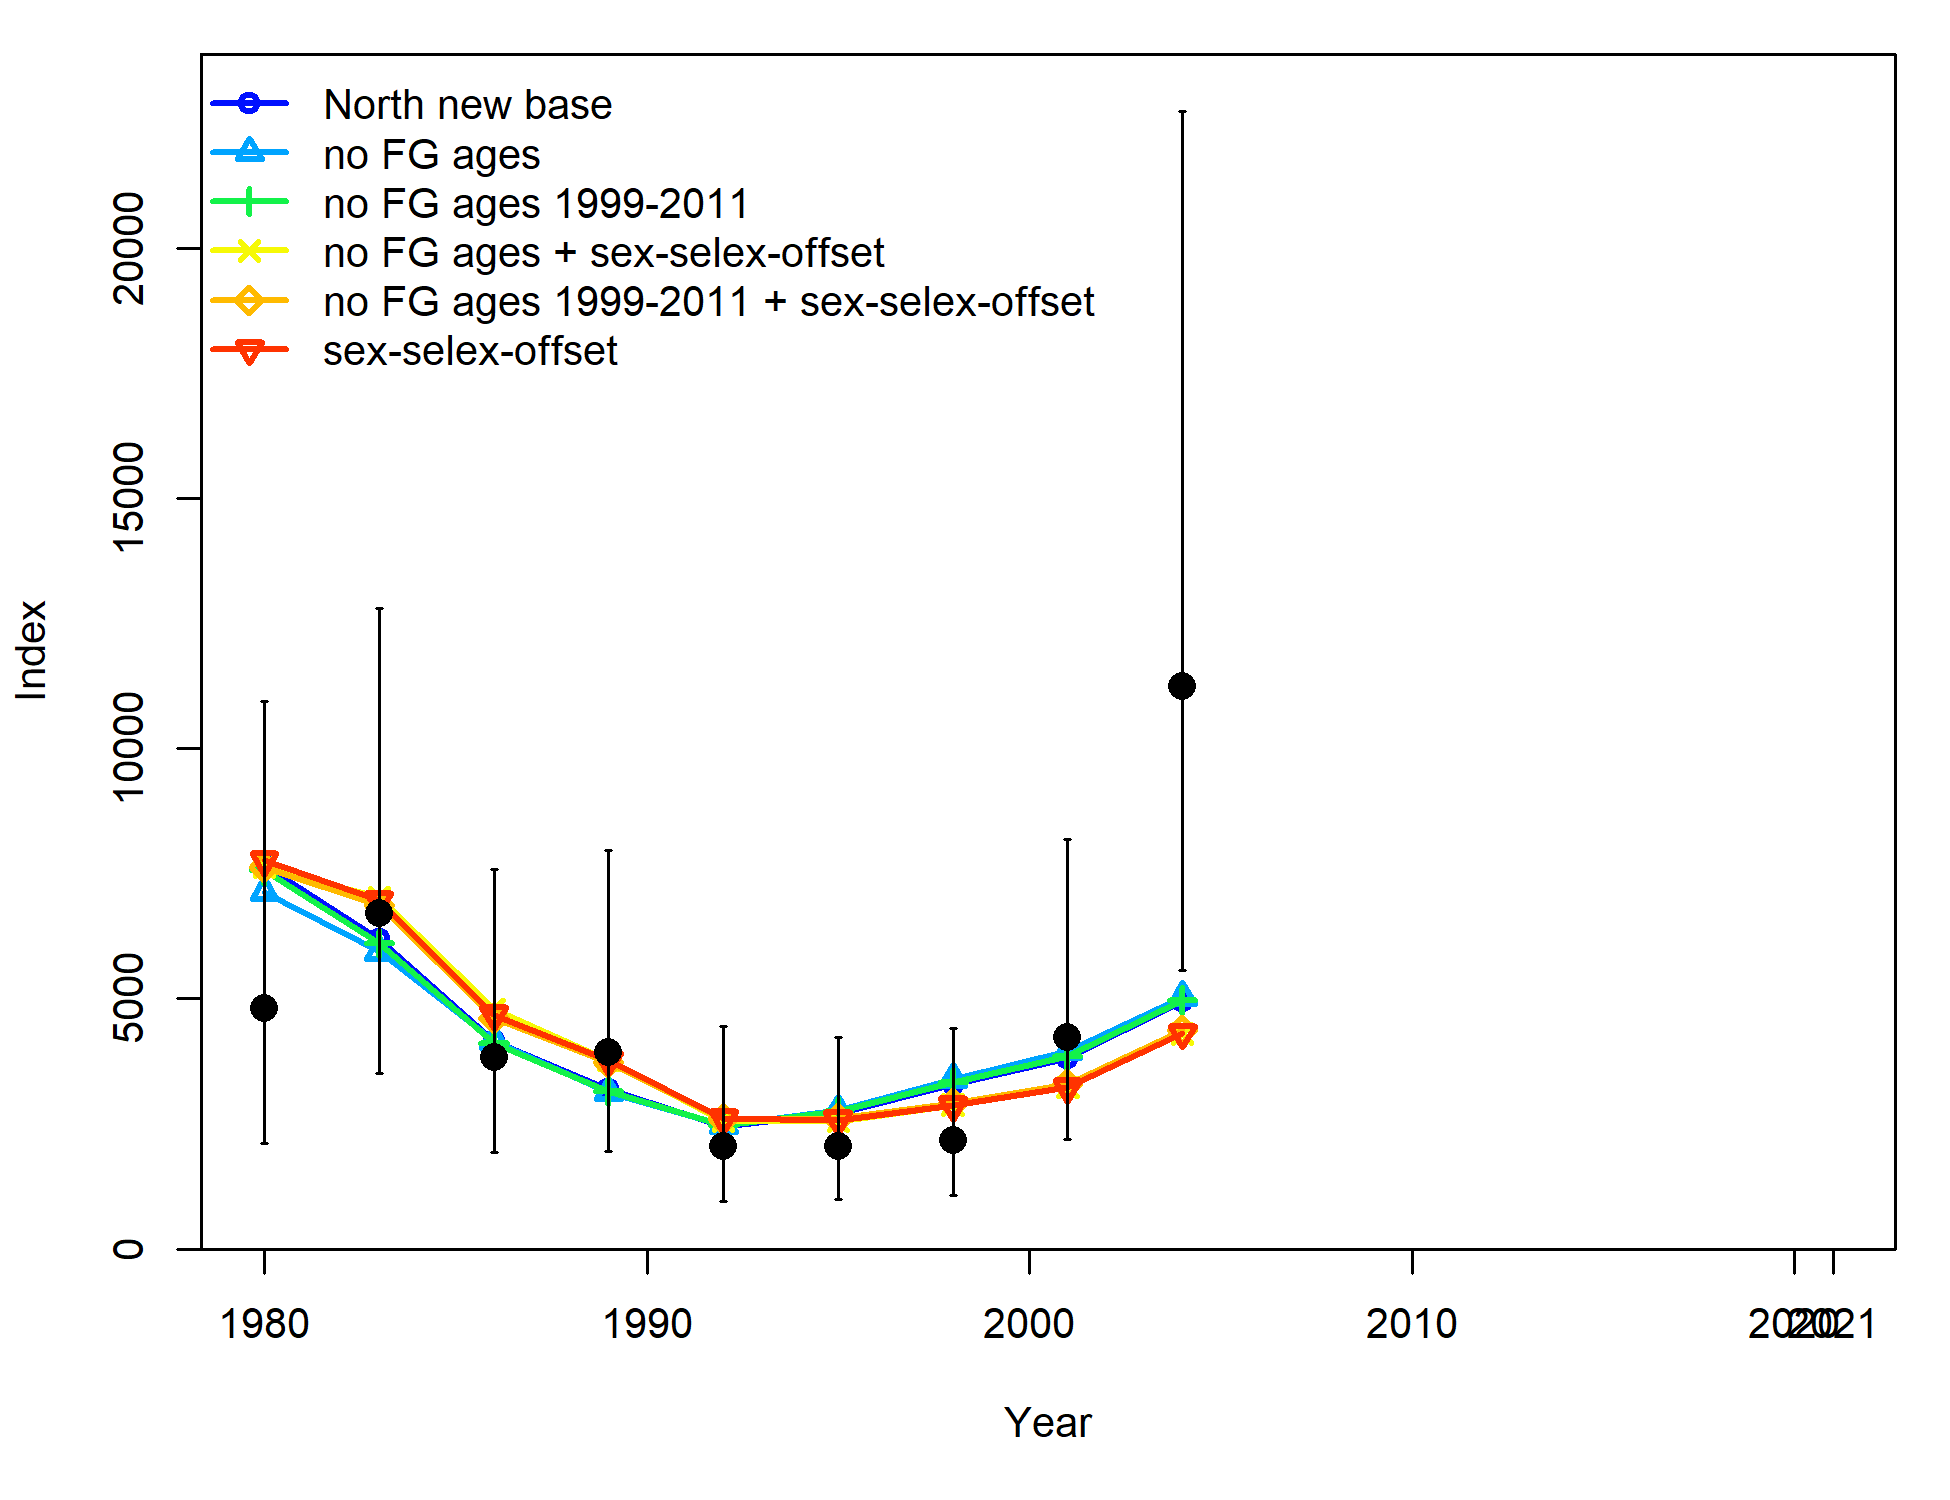 North new base
no FG ages
no FG ages 1999-2011
no FG ages + sex-selex-offset
no FG ages 1999-2011 + sex-selex-offset
sex-selex-offset
20000
15000
10000
5000
0
Index
1980 1990 2000 2010 2020 2021
Year